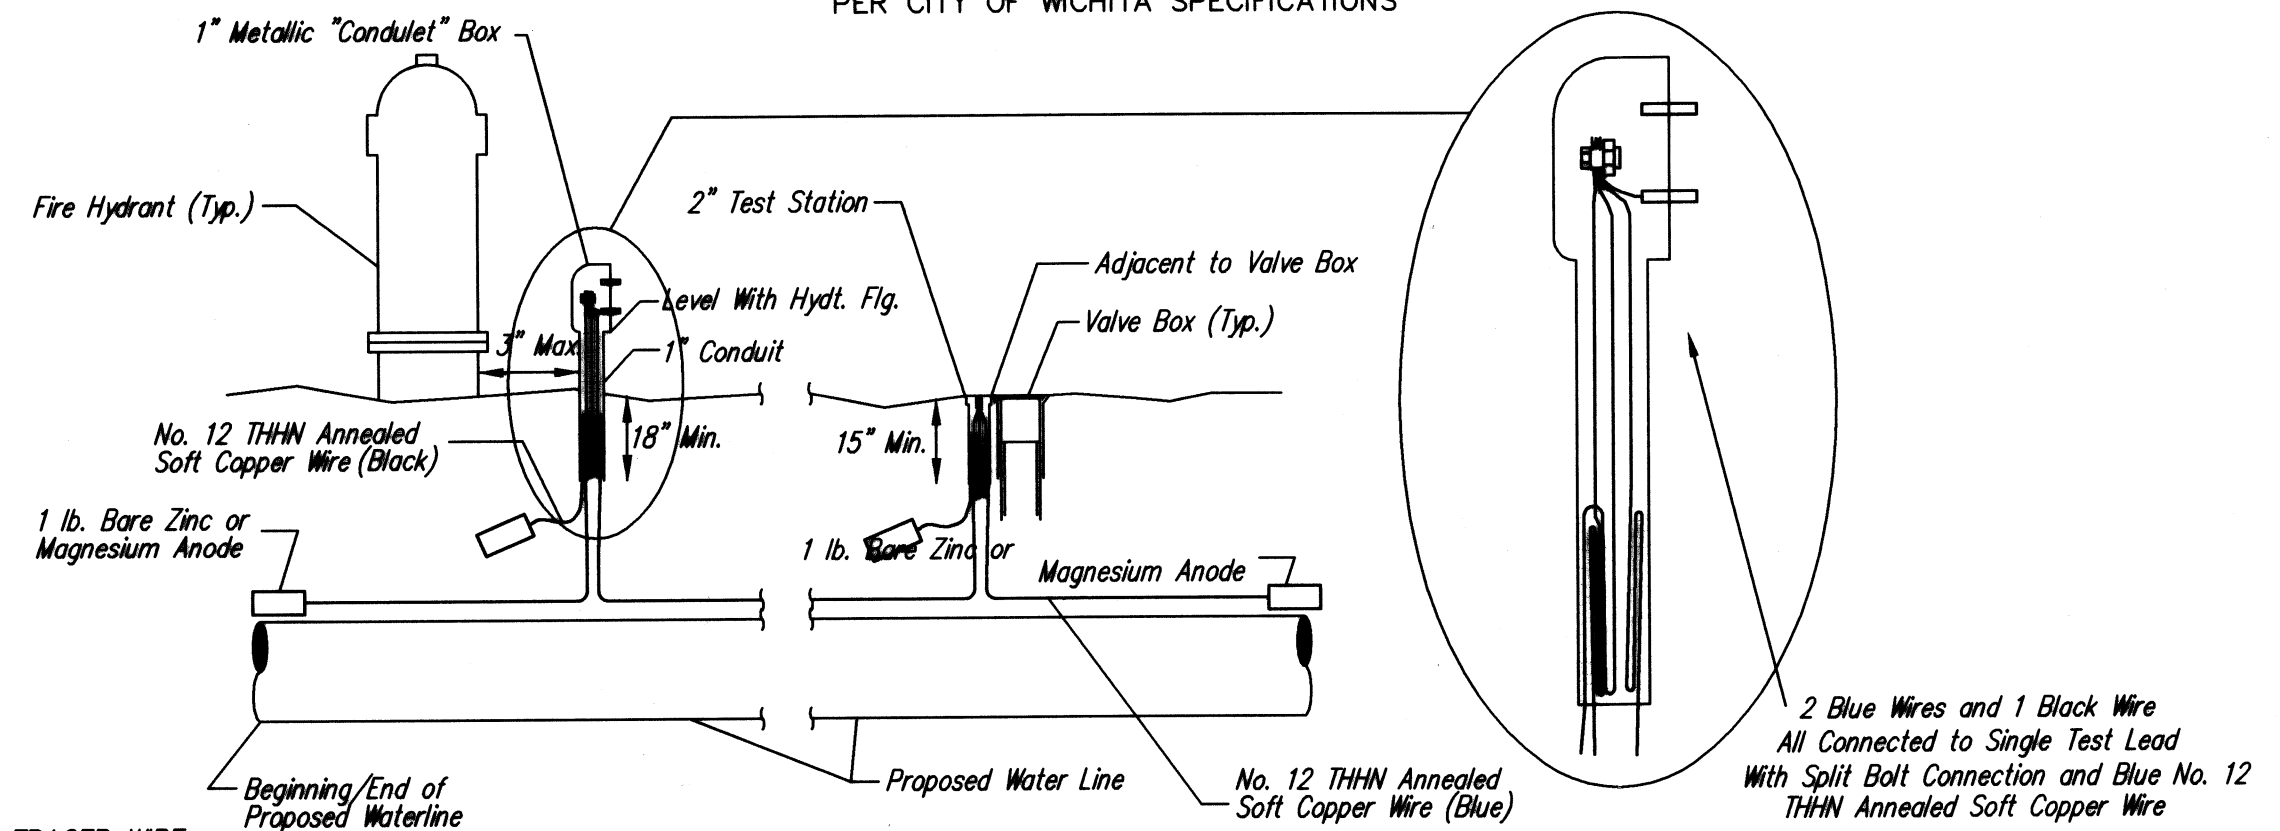 PER CITY OF WICHITA SPECIFICATIONS
1" Metallic "Condulet" Box
Fire Hydrant (Typ.)
2" Test Station
Adjacent to Valve Box
Level With Hydt. Flg.
Valve Box (Typ.)
3" Max.
1" Conduit
No. 12 THHN Annealed
Soft Copper Wire (Black)
18" Min.
15" Min.
1 lb. Bare Zinc or
Magnesium Anode
1 lb. Bare Zinc or
Magnesium Anode
2 Blue Wires and 1 Black Wire
All Connected to Single Test Lead
With Split Bolt Connection and Blue No. 12
THHN Annealed Soft Copper Wire
Beginning/End of
Proposed Waterline
Proposed Water Line
No. 12 THHN Annealed
Soft Copper Wire (Blue)
TRACER WIRE